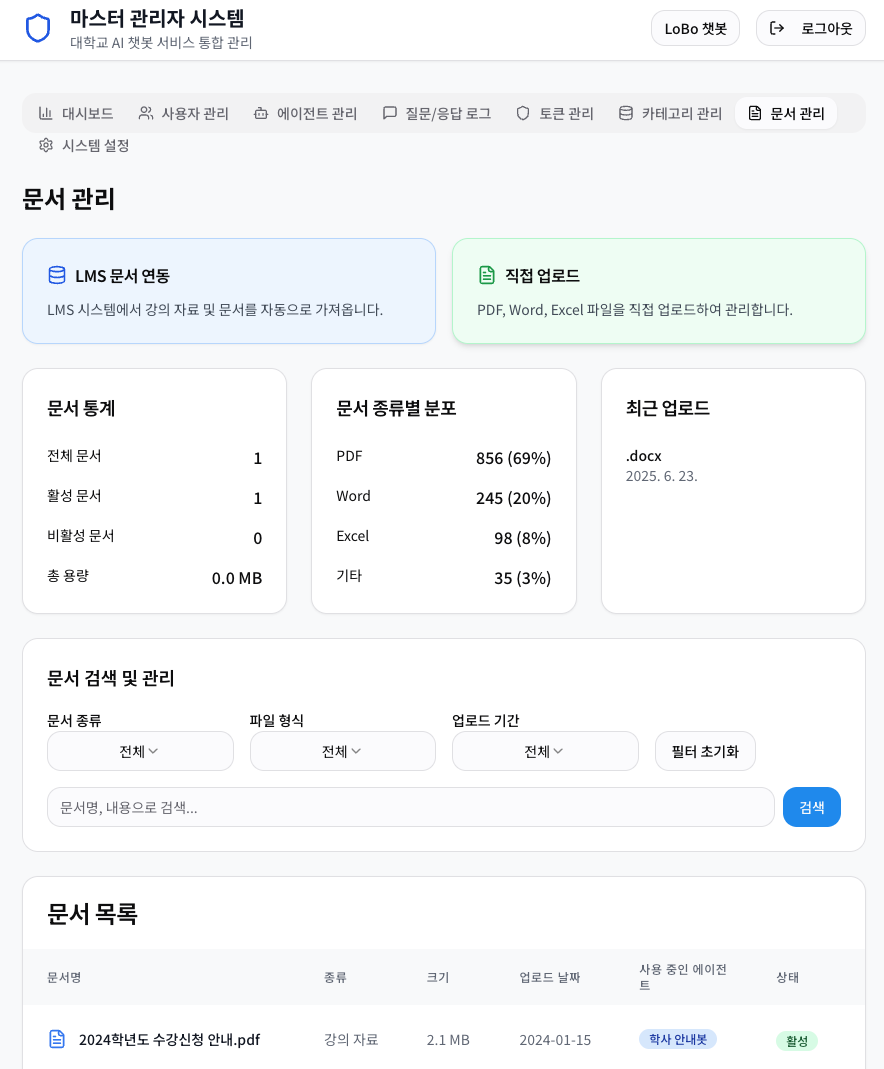 마스터 관리자 시스템
대학교 AI 챗봇 서비스 통합 관리
LoBo 챗봇
로그아웃
대시보드
사용자 관리
에이전트 관리
질문/응답 로그
토큰 관리
카테고리 관리
문서 관리
시스템 설정
문서 관리
LMS 문서 연동
LMS 시스템에서 강의 자료 및 문서를 자동으로 가져옵니다.
직접 업로드
PDF, Word, Excel 파일을 직접 업로드하여 관리합니다.
문서 통계
전체 문서 1
활성 문서 1
비활성 문서 0
총 용량 0.0 MB
문서 종류별 분포
PDF 856 (69%)
Word 245 (20%)
Excel 98 (8%)
기타 35 (3%)
최근 업로드
.docx
2025. 6. 23.
문서 검색 및 관리
문서 종류
전체
파일 형식
전체
업로드 기간
전체
필터 초기화
문서명, 내용으로 검색...
검색
문서 목록
문서명 종류 크기 업로드 날짜 사용 중인 에이전
트 상태
2024학년도 수강신청 안내.pdf 강의 자료 2.1 MB 2024-01-15 학사 안내봇 활성